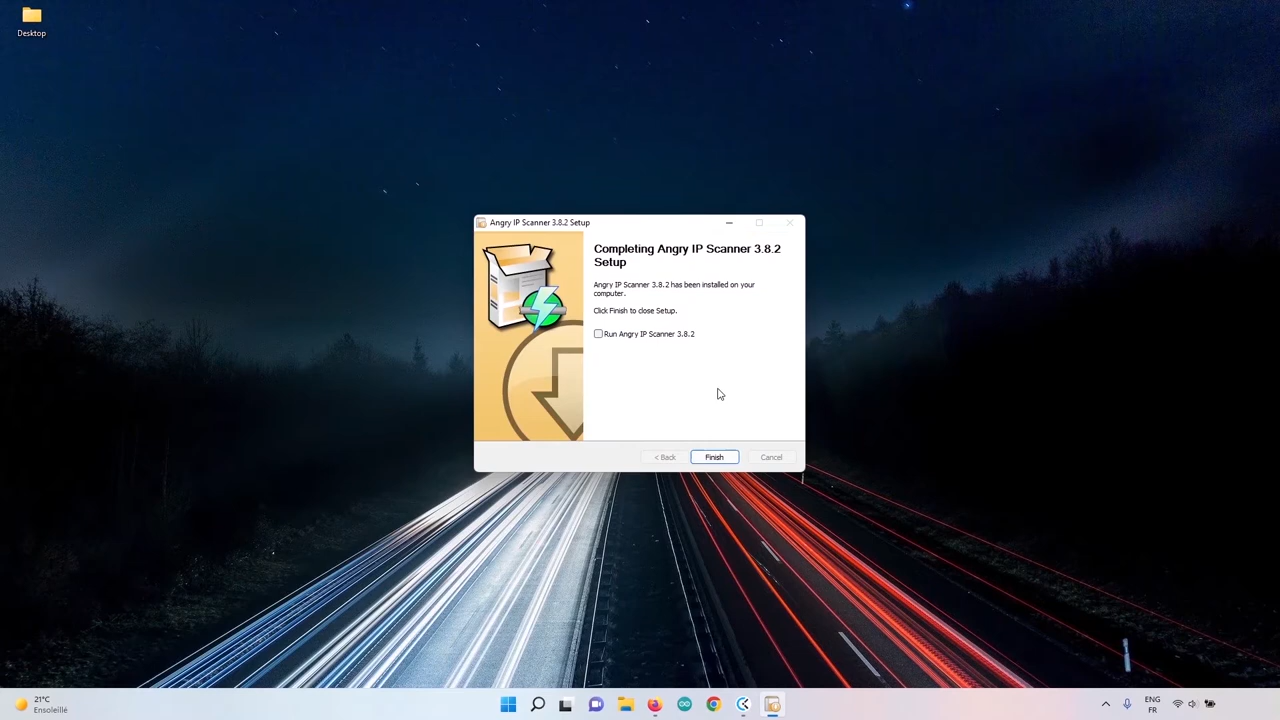 Desktop
Angry IP Scanner 3.8.2 Setup
Completing Angry IP Scanner 3.8.2
Setup
Angry IP Scanner 3.8.2 has been installed on your
computer.
Click Finish to close Setup.
Run Angry IP Scanner 3.8.2
< Back
Finish
Cancel
21°C
Ensoleillé
ENG
FR